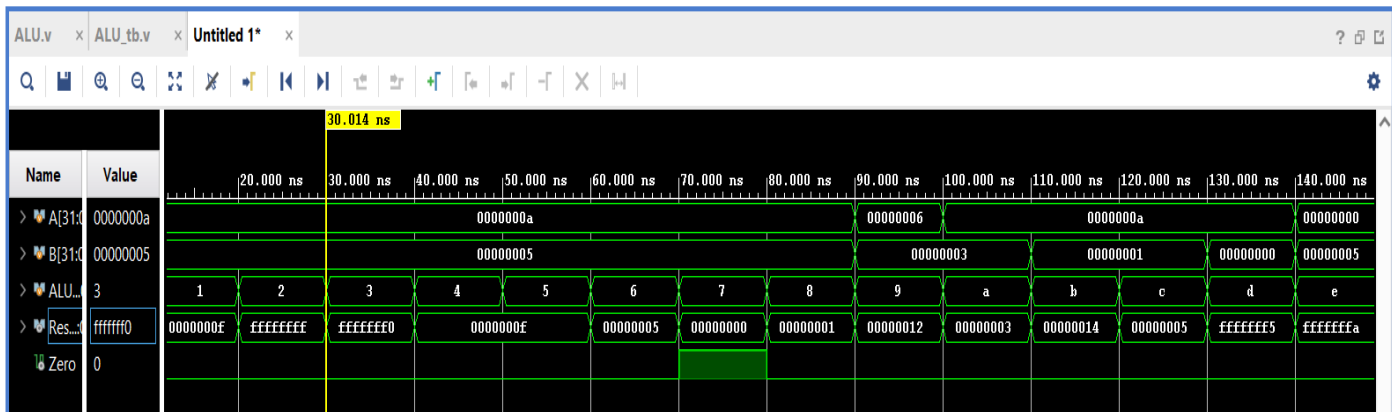 ALU.v × ALU_tb.v × Untitled 1* ×
?
30.014 ns
Name Value
20.000 ns 30.000 ns 40.000 ns 50.000 ns 60.000 ns 70.000 ns 80.000 ns 90.000 ns 100.000 ns 110.000 ns 120.000 ns 130.000 ns 140.000 ns
> A[31:0 0000000a 0000000a 00000006 0000000a 00000000
> B[31:0 00000005 00000005 00000003 00000001 00000000 00000005
> ALU...0 3 1 2 3 4 5 6 7 8 9 a b c d e
> Res...:0 fffffff0 0000000f ffffffff fffffff0 0000000f 00000005 00000000 00000001 00000012 00000003 00000014 00000005 fffffff5 fffffffa
Zero 0